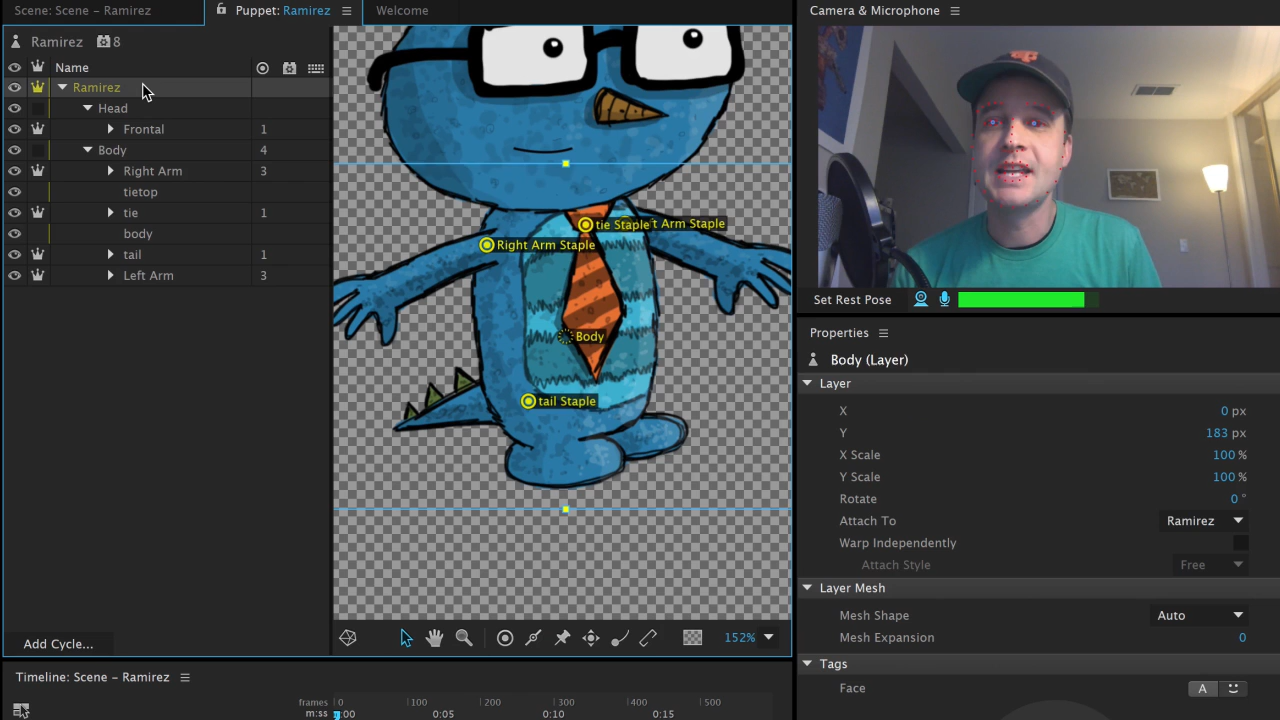 Scene: Scene – Ramirez
Puppet: Ramirez
Welcome
Camera & Microphone
Ramirez 8
Name
Ramirez
Head
Frontal 1
Body 4
Right Arm 3
tietop
tie 1
body
tail 1
Left Arm 3
Add Cycle...
tie Staple
t Arm Staple
Right Arm Staple
Body
tail Staple
152%
Set Rest Pose
Properties
Body (Layer)
Layer
X 0 px
Y 183 px
X Scale 100 %
Y Scale 100 %
Rotate 0 °
Attach To Ramirez
Warp Independently
Attach Style Free
Layer Mesh
Mesh Shape Auto
Mesh Expansion 0
Tags
Face A
Timeline: Scene – Ramirez
frames 0 100 200 300 400 500
m:ss 0:00 0:05 0:10 0:15